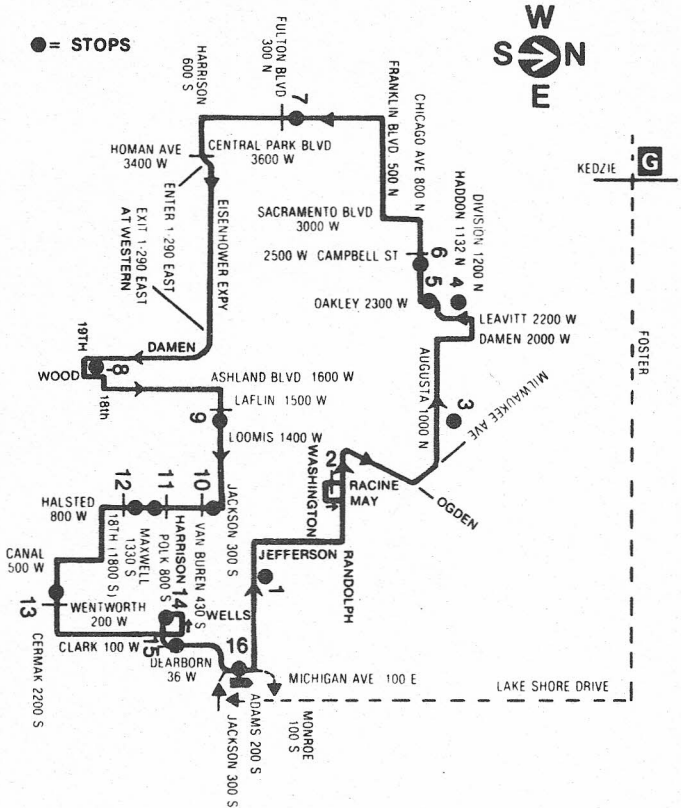 = STOPS
W
S N
E
HARRISON
600 S
FULTON BLVD
300 N
7
FRANKLIN BLVD 500 N
CHICAGO AVE 800 N
HOMAN AVE
3400 W
CENTRAL PARK BLVD
3600 W
KEDZIE
G
DIVISION 1200 N
HADDON 1132 N
SACRAMENTO BLVD
3000 W
2500 W CAMPBELL ST
6
5
4
OAKLEY 2300 W
LEAVITT 2200 W
DAMEN 2000 W
ENTER 1-290 EAST
EXIT 1-290 EAST
AT WESTERN
EISENHOWER EXPY
FOSTER
19TH
DAMEN
WOOD
8
18th
ASHLAND BLVD 1600 W
LAFLIN 1500 W
9
LOOMIS 1400 W
AUGUSTA 1000 N
3
MILWAUKEE AVE
OGDEN
WASHINGTON
2
RACINE
MAY
HALSTED
800 W
12
11
10
JACKSON 300 S
VAN BUREN 430 S
HARRISON
POLK 800 S
MAXWELL
1330 S
18TH (1800 S)
JEFFERSON
RANDOLPH
CANAL
500 W
13
WENTWORTH
200 W
14
WELLS
1
CLARK 100 W
15
DEARBORN
36 W
16
CERMAK 2200 S
MICHIGAN AVE 100 E
LAKE SHORE DRIVE
MONROE
100 S
ADAMS 200 S
JACKSON 300 S